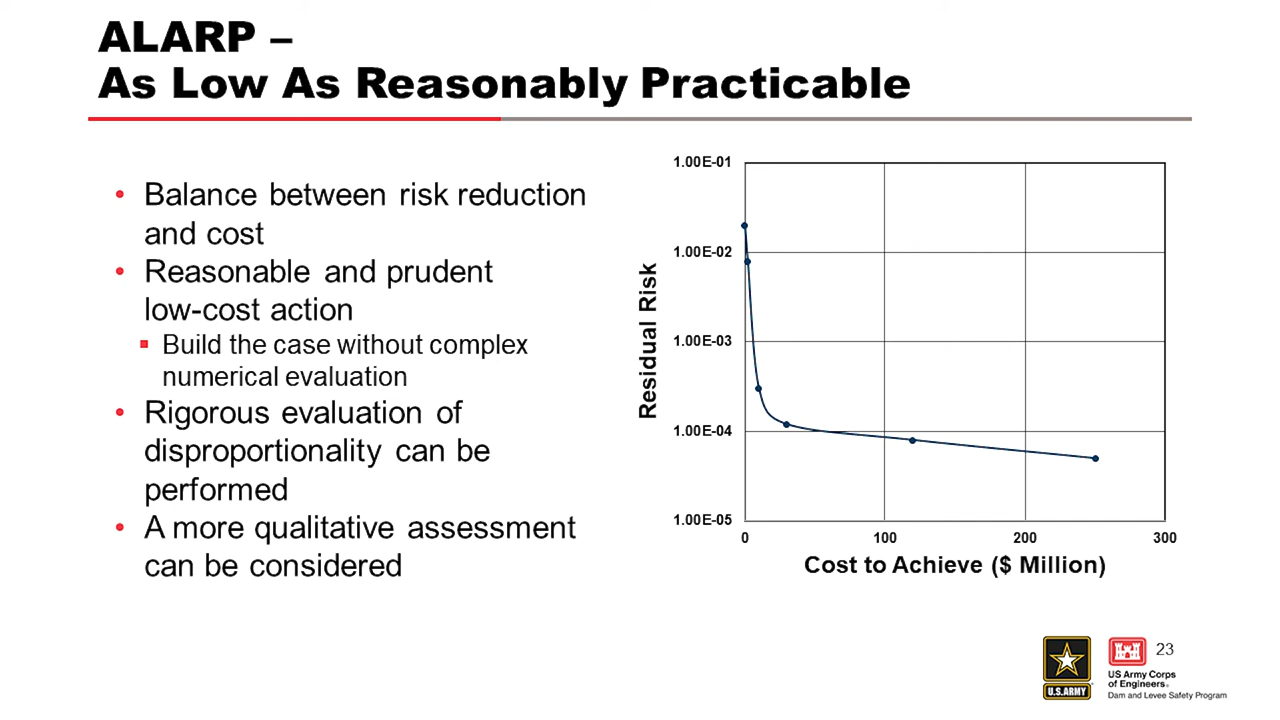 ALARP –
As Low As Reasonably Practicable
• Balance between risk reduction
and cost
• Reasonable and prudent
low-cost action
▪ Build the case without complex
numerical evaluation
• Rigorous evaluation of
disproportionality can be
performed
• A more qualitative assessment
can be considered
Residual Risk
1.00E-01
1.00E-02
1.00E-03
1.00E-04
1.00E-05
0 100 200 300
Cost to Achieve ($ Million)
U.S.ARMY
23
US Army Corps
of Engineers®
Dam and Levee Safety Program